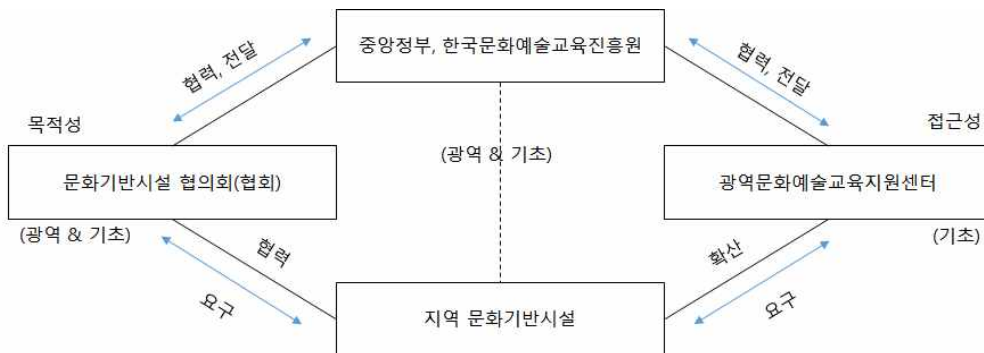 중앙정부, 한국문화예술교육진흥원
협력, 전달
협력, 전달
목적성
접근성
문화기반시설 협의회(협회)
(광역 & 기초)
광역문화예술교육지원센터
(광역 & 기초)
(기초)
협력
확산
요구
요구
지역 문화기반시설